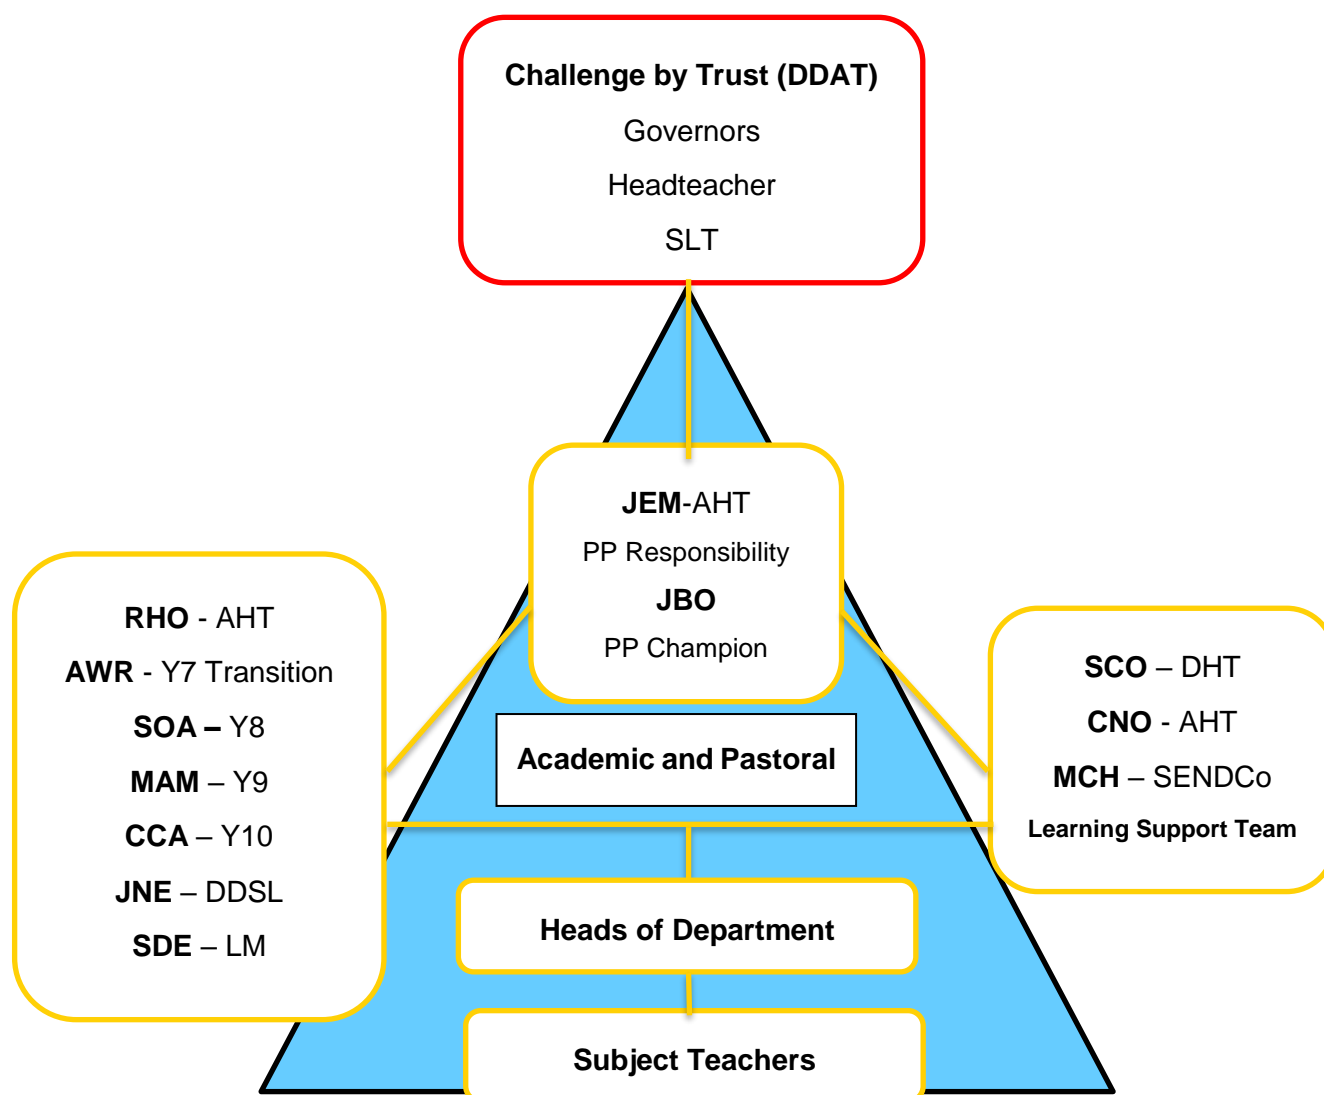 Challenge by Trust (DDAT)
Governors
Headteacher
SLT
JEM-AHT
PP Responsibility
JBO
PP Champion
RHO - AHT
AWR - Y7 Transition
SOA – Y8
MAM – Y9
CCA – Y10
JNE – DDSL
SDE – LM
SCO – DHT
CNO - AHT
MCH – SENDCo
Learning Support Team
Academic and Pastoral
Heads of Department
Subject Teachers